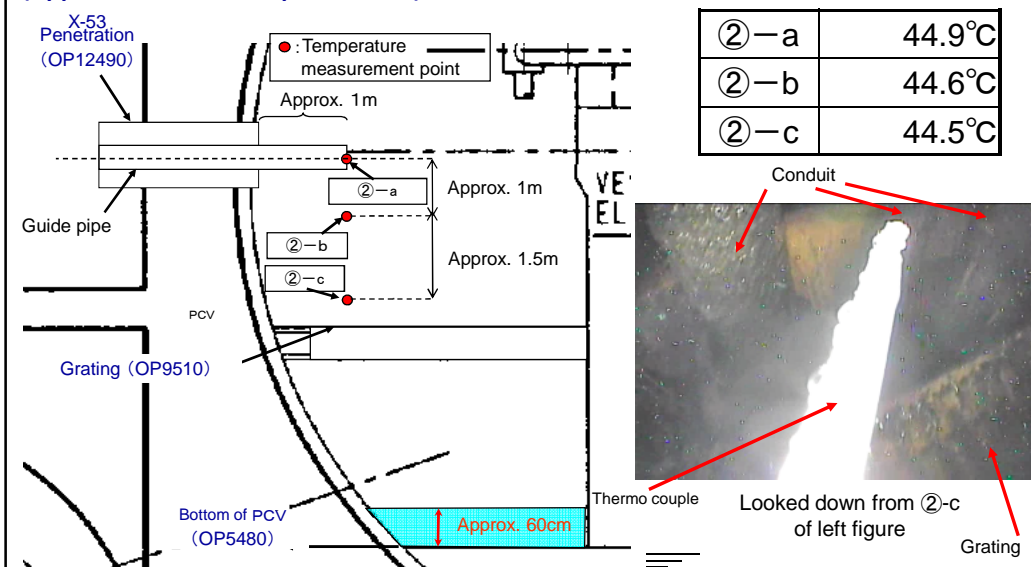 X-53
Penetration
（OP12490）
: Temperature
measurement point
Approx. 1m
②－a
Approx. 1m
Guide pipe
②－b
Approx. 1.5m
②－c
PCV
Grating（OP9510）
Bottom of PCV
（OP5480）
Approx. 60cm
VE
EL
②－a 44.9℃
②－b 44.6℃
②－c 44.5℃
Conduit
Thermo couple
Looked down from ②-c
of left figure
Grating